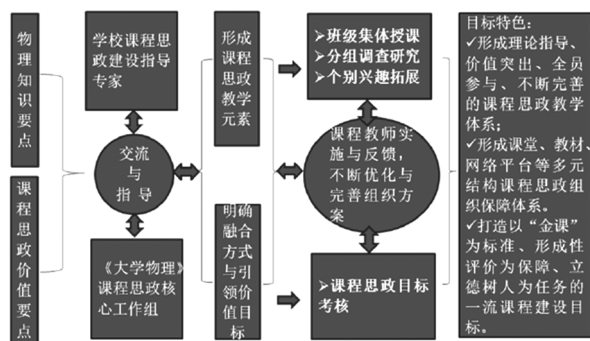 物理知识要点
课程思政价值要点
学校课程思
政建设指导
专家
交流
与
指导
《大学物理》
课程思政核
心工作组
形成
课程
思政
教学
元素
明确
融合
方式
与引
领价
值目
标
➢班级集体授课
➢分组调查研究
➢个别兴趣拓展
课程教师实
施与反馈，
不断优化与
完善组织方
案
➢课程思政目标
考核
目标特色：
✓形成理论指导、
价值突出、全员
参与、不断完善
的课程思政教学
体系；
✓形成课堂、教材、
网络平台等多元
结构课程思政组
织保障体系。
✓打造以“金课”
为标准、形成性
评价为保障、立
德树人为任务的
一流课程建设目
标。